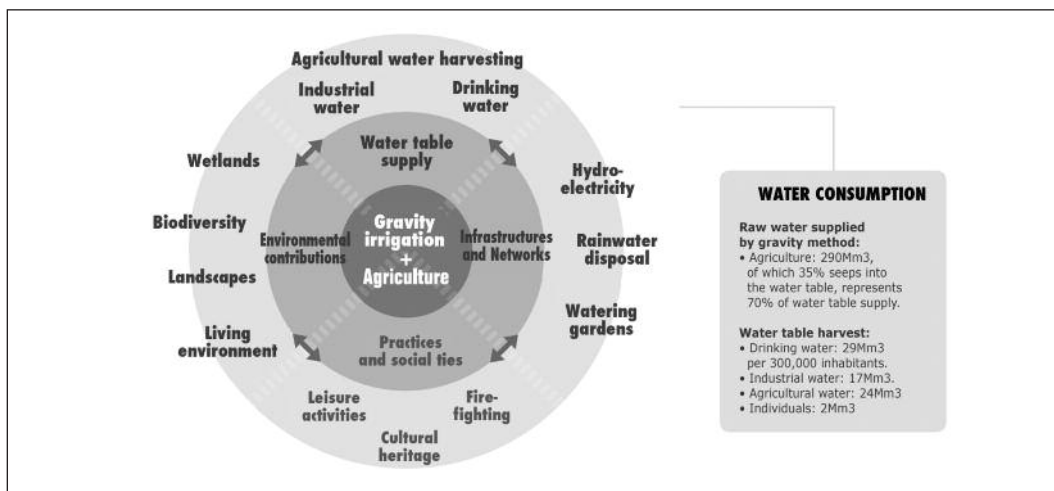 Agricultural water harvesting
Industrial
water
Drinking
water
Water table
supply
Wetlands
Hydro-
electricity
Biodiversity
Environmental
contributions
Gravity
irrigation
+
Agriculture
Infrastructures
and Networks
Rainwater
disposal
Landscapes
Watering
gardens
Living
environment
Practices
and social ties
Leisure
activities
Fire-
fighting
Cultural
heritage
WATER CONSUMPTION
Raw water supplied
by gravity method:
• Agriculture: 290Mm3,
of which 35% seeps into
the water table, represents
70% of water table supply.
Water table harvest:
• Drinking water: 29Mm3
per 300,000 inhabitants.
• Industrial water: 17Mm3.
• Agricultural water: 24Mm3
• Individuals: 2Mm3